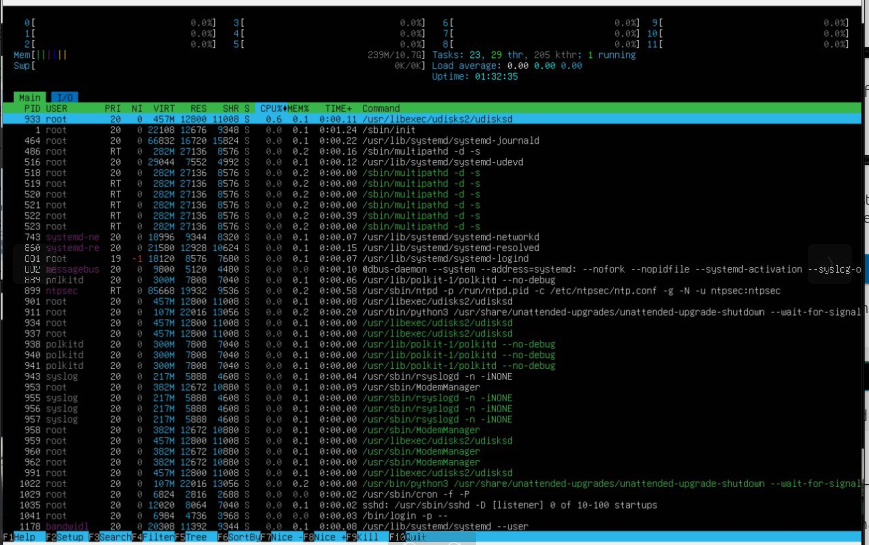 0[ 0.0%] 3[ 0.0%] 6[ 0.0%] 9[ 0.0%]
1[ 0.0%] 4[ 0.0%] 7[ 0.0%] 10[ 0.0%]
2[ 0.0%] 5[ 0.0%] 8[ 0.0%] 11[ 0.0%]
Mem[|||||| 239M/10.7G] Tasks: 23, 29 thr, 205 kthr; 1 running
Swp[ 0K/0K] Load average: 0.00 0.00 0.00
Uptime: 01:32:35
Main I/O
PID USER PRI NI VIRT RES SHR S CPU% MEM% TIME+ Command
933 root 20 0 457M 12800 11008 S 0.6 0.1 0:00.11 /usr/libexec/udisks2/udisksd
1 root 20 0 22108 12676 9348 S 0.0 0.1 0:01.24 /sbin/init
464 root 20 0 66832 16720 15824 S 0.0 0.1 0:00.22 /usr/lib/systemd/systemd-journald
486 root RT 0 282M 27136 8576 S 0.0 0.2 0:00.16 /sbin/multipathd -d -s
516 root 20 0 29044 7552 4992 S 0.0 0.1 0:00.12 /usr/lib/systemd/systemd-udevd
518 root 20 0 282M 27136 8576 S 0.0 0.2 0:00.00 /sbin/multipathd -d -s
519 root RT 0 282M 27136 8576 S 0.0 0.2 0:00.00 /sbin/multipathd -d -s
520 root RT 0 282M 27136 8576 S 0.0 0.2 0:00.00 /sbin/multipathd -d -s
521 root RT 0 282M 27136 8576 S 0.0 0.2 0:00.00 /sbin/multipathd -d -s
522 root RT 0 282M 27136 8576 S 0.0 0.2 0:00.39 /sbin/multipathd -d -s
523 root RT 0 282M 27136 8576 S 0.0 0.2 0:00.00 /sbin/multipathd -d -s
743 systemd-ne 20 0 18996 9344 8320 S 0.0 0.1 0:00.07 /usr/lib/systemd/systemd-networkd
860 systemd-re 20 0 21580 12928 10624 S 0.0 0.1 0:00.15 /usr/lib/systemd/systemd-resolved
root 19 -1 18120 8576 7680 S 0.0 0.1 0:00.07 /usr/lib/systemd/systemd-logind
messagebus 20 0 9800 5120 4480 S 0.0 0.0 0:00.10 @dbus-daemon --system --address=systemd: --nofork --nopidfile --systemd-activation --syslog-o
polkitd 20 0 300M 7808 7040 S 0.0 0.1 0:00.06 /usr/lib/polkit-1/polkitd --no-debug
899 ntpsec RT 0 85668 19932 9536 S 0.0 0.2 0:00.58 /usr/sbin/ntpd -p /run/ntpd.pid -c /etc/ntpsec/ntp.conf -g -N -u ntpsec:ntpsec
901 root 20 0 457M 12800 11008 S 0.0 0.1 0:00.08 /usr/libexec/udisks2/udisksd
911 root 20 0 107M 22016 13056 S 0.0 0.2 0:00.20 /usr/bin/python3 /usr/share/unattended-upgrades/unattended-upgrade-shutdown --wait-for-signal
934 root 20 0 457M 12800 11008 S 0.0 0.1 0:00.00 /usr/libexec/udisks2/udisksd
937 root 20 0 457M 12800 11008 S 0.0 0.1 0:00.00 /usr/libexec/udisks2/udisksd
938 polkitd 20 0 300M 7808 7040 S 0.0 0.1 0:00.00 /usr/lib/polkit-1/polkitd --no-debug
940 polkitd 20 0 300M 7808 7040 S 0.0 0.1 0:00.00 /usr/lib/polkit-1/polkitd --no-debug
941 polkitd 20 0 300M 7808 7040 S 0.0 0.1 0:00.00 /usr/lib/polkit-1/polkitd --no-debug
943 syslog 20 0 217M 5888 4608 S 0.0 0.1 0:00.04 /usr/sbin/rsyslogd -n -iNONE
953 root 20 0 382M 12672 10880 S 0.0 0.1 0:00.09 /usr/sbin/ModemManager
955 syslog 20 0 217M 5888 4608 S 0.0 0.1 0:00.00 /usr/sbin/rsyslogd -n -iNONE
956 syslog 20 0 217M 5888 4608 S 0.0 0.1 0:00.00 /usr/sbin/rsyslogd -n -iNONE
957 syslog 20 0 217M 5888 4608 S 0.0 0.1 0:00.00 /usr/sbin/rsyslogd -n -iNONE
958 root 20 0 382M 12672 10880 S 0.0 0.1 0:00.00 /usr/sbin/ModemManager
959 root 20 0 457M 12800 11008 S 0.0 0.1 0:00.00 /usr/libexec/udisks2/udisksd
960 root 20 0 382M 12672 10880 S 0.0 0.1 0:00.00 /usr/sbin/ModemManager
962 root 20 0 382M 12672 10880 S 0.0 0.1 0:00.00 /usr/sbin/ModemManager
991 root 20 0 457M 12800 11008 S 0.0 0.1 0:00.00 /usr/libexec/udisks2/udisksd
1022 root 20 0 107M 22016 13056 S 0.0 0.2 0:00.00 /usr/bin/python3 /usr/share/unattended-upgrades/unattended-upgrade-shutdown --wait-for-signal
1029 root 20 0 6824 2816 2688 S 0.0 0.0 0:00.02 /usr/sbin/cron -f -P
1035 root 20 0 12020 8064 7040 S 0.0 0.1 0:00.02 sshd: /usr/sbin/sshd -D [listener] 0 of 10-100 startups
1041 root 20 0 6984 4736 3968 S 0.0 0.0 0:00.03 /bin/login -p --
1178 bandwidl 20 0 20308 11392 9344 S 0.0 0.1 0:00.08 /usr/lib/systemd/systemd --user
F1Help F2Setup F3Search F4Filter F5Tree F6SortBy F7Nice - F8Nice + F9Kill F10Quit